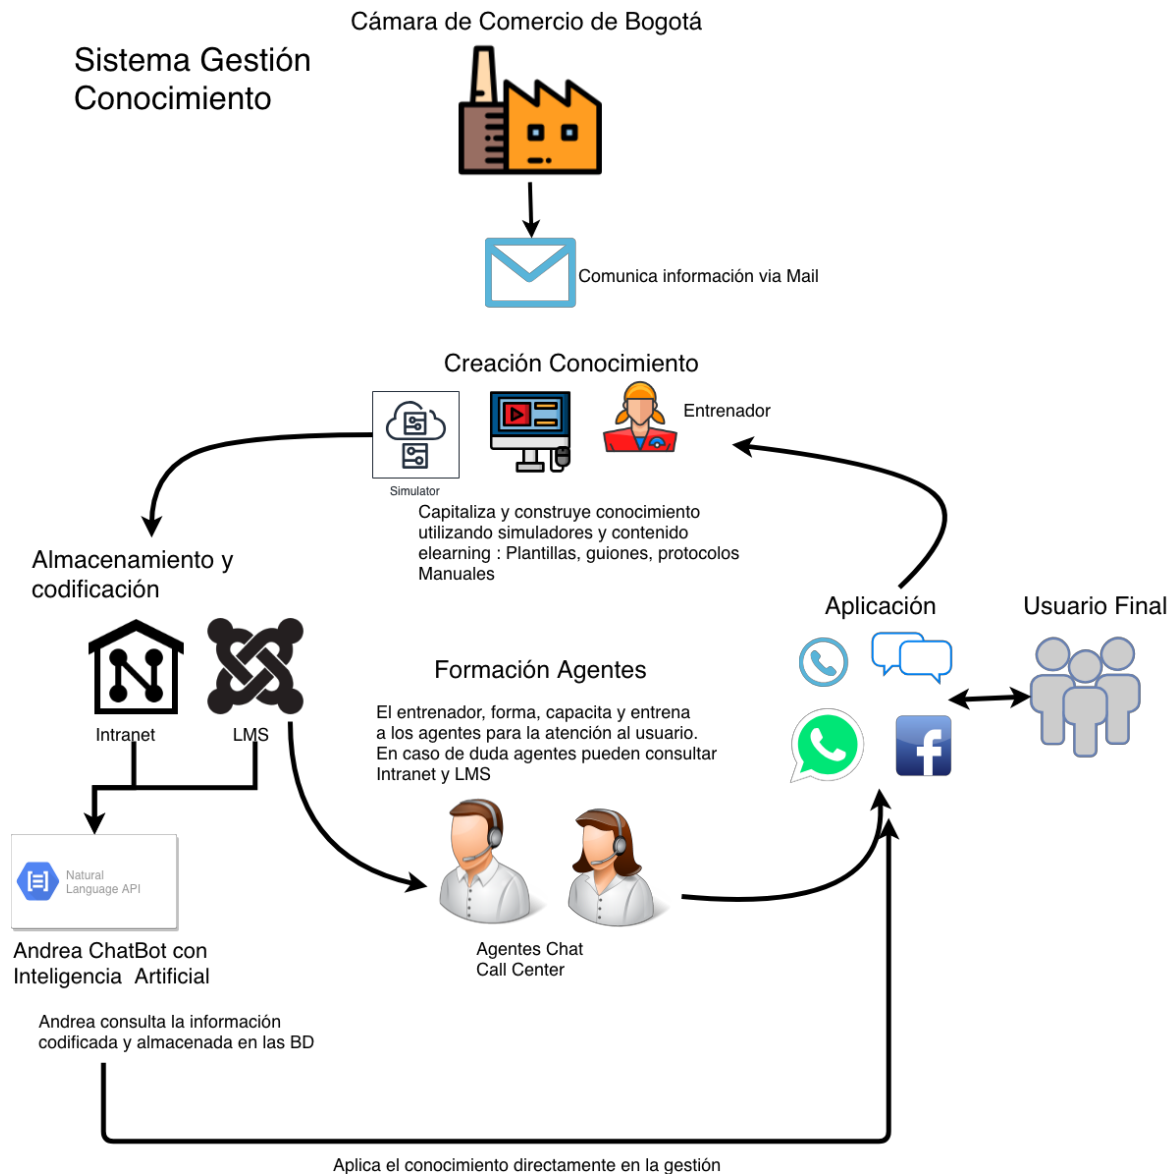 Cámara de Comercio de Bogotá
Sistema Gestión
Conocimiento
Comunica información via Mail
Creación Conocimiento
Entrenador
Simulator
Capitaliza y construye conocimiento
utilizando simuladores y contenido
elearning : Plantillas, guiones, protocolos
Manuales
Almacenamiento y
codificación
Intranet
LMS
Formación Agentes
El entrenador, forma, capacita y entrena
a los agentes para la atención al usuario.
En caso de duda agentes pueden consultar
Intranet y LMS
Aplicación
Usuario Final
Natural
Language API
Andrea ChatBot con
Inteligencia Artificial
Agentes Chat
Call Center
Andrea consulta la información
codificada y almacenada en las BD
Aplica el conocimiento directamente en la gestión